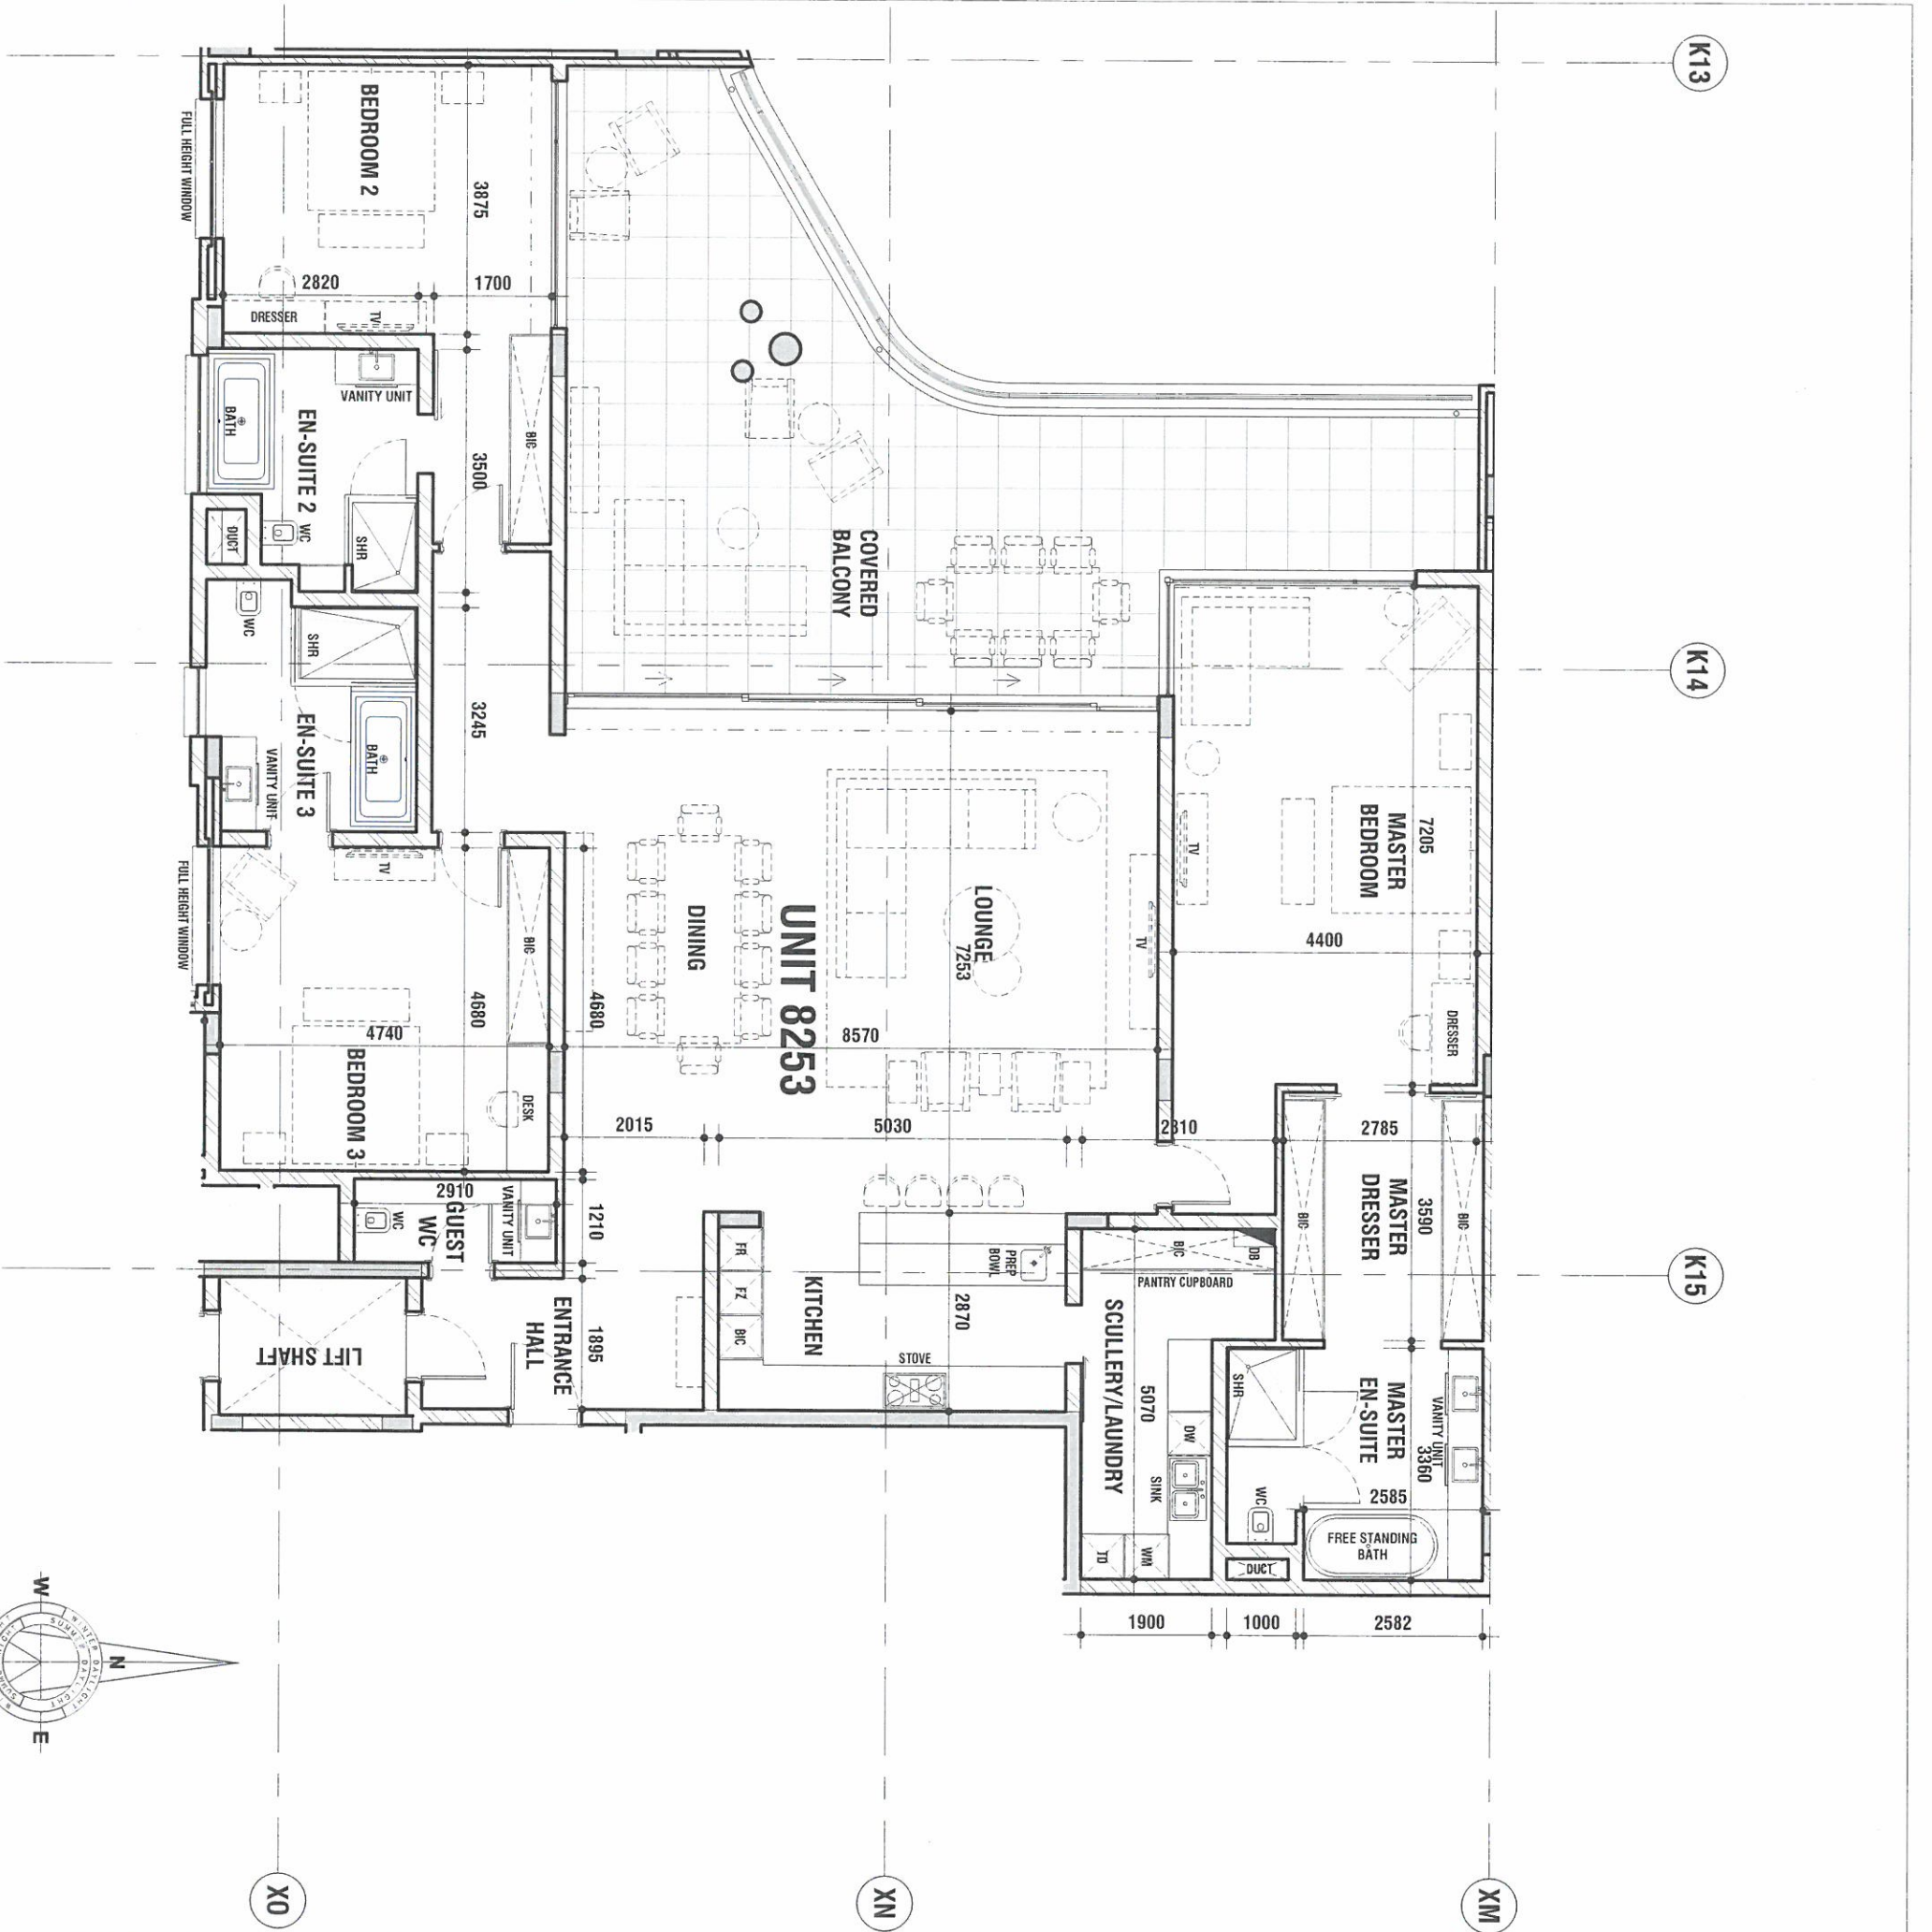 K13
K14
K15
XO
XN
XM
BEDROOM 2
3875
2820
1700
DRESSER
TV
FULL HEIGHT WINDOW
BATH
VANITY UNIT
EN-SUITE 2
BIC
3500
DUCT
WC
SHR
COVERED
BALCONY
WC
SHR
EN-SUITE 3
BATH
VANITY UNIT
3245
TV
FULL HEIGHT WINDOW
BIC
4680
4740
BEDROOM 3
DESK
4680
DINING
UNIT 8253
LOUNGE
7253
8570
TV
TV
MASTER
BEDROOM
7205
4400
DRESSER
2015
5030
2310
2785
BIC
MASTER
DRESSER
3590
BIC
2910
VANITY UNIT
WC
GUEST
WC
1210
FR
FZ
BIC
KITCHEN
PREP
BOWL
2870
STOVE
BIC
DB
PANTRY CUPBOARD
SCULLERY/LAUNDRY
5070
DW
SINK
TD
WM
ENTRANCE
HALL
1895
LIFT SHAFT
SHR
MASTER
EN-SUITE
VANITY UNIT
3360
2585
WC
FREE STANDING
BATH
DUCT
1900
1000
2582
W
N
E
WINTER DAYLIGHT
SUMMER DAYLIGHT